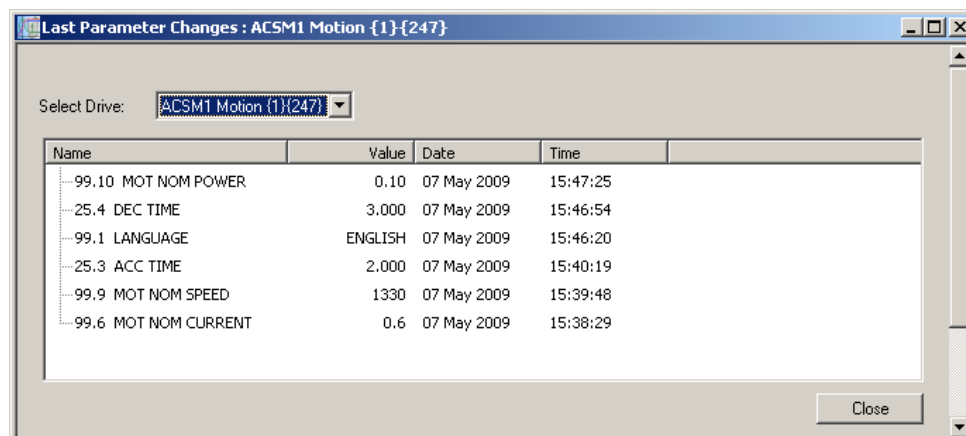 Last Parameter Changes : ACSM1 Motion {1}{247}
Select Drive: ACSM1 Motion {1}{247}
Name Value Date Time
99.10 MOT NOM POWER 0.10 07 May 2009 15:47:25
25.4 DEC TIME 3.000 07 May 2009 15:46:54
99.1 LANGUAGE ENGLISH 07 May 2009 15:46:20
25.3 ACC TIME 2.000 07 May 2009 15:40:19
99.9 MOT NOM SPEED 1330 07 May 2009 15:39:48
99.6 MOT NOM CURRENT 0.6 07 May 2009 15:38:29
Close